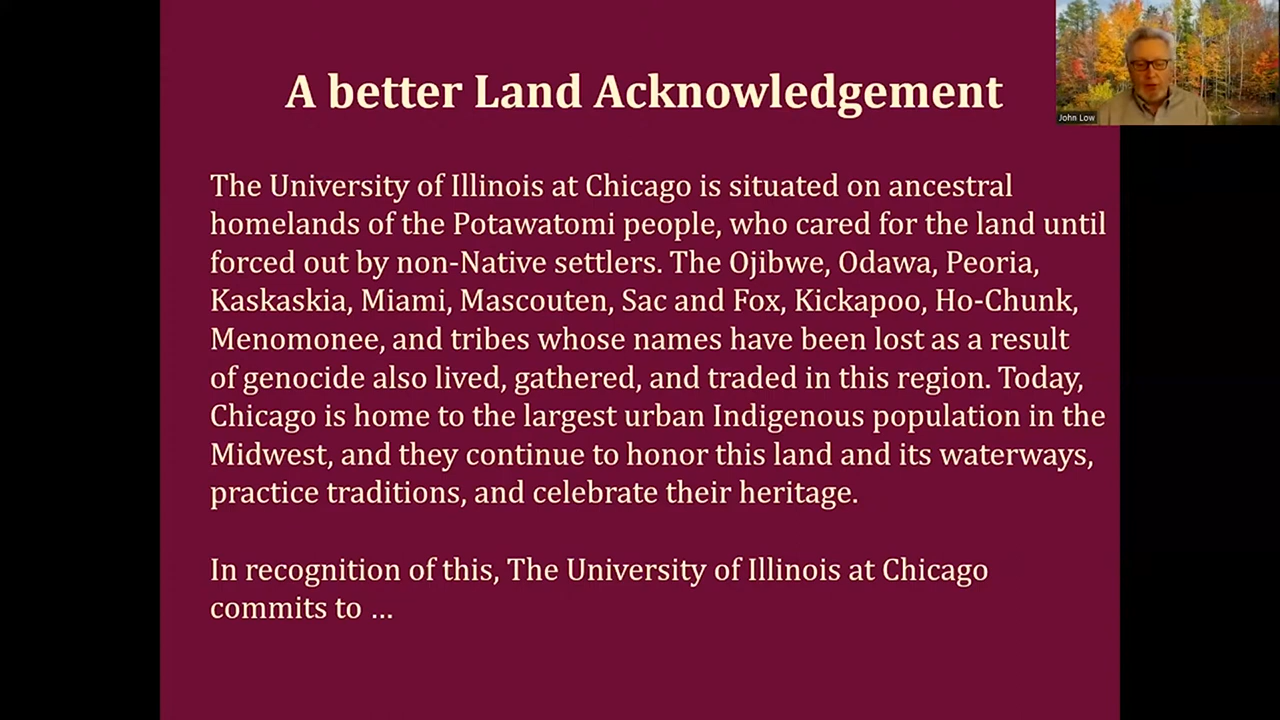 A better Land Acknowledgement
John Low
The University of Illinois at Chicago is situated on ancestral
homelands of the Potawatomi people, who cared for the land until
forced out by non-Native settlers. The Ojibwe, Odawa, Peoria,
Kaskaskia, Miami, Mascouten, Sac and Fox, Kickapoo, Ho-Chunk,
Menomonee, and tribes whose names have been lost as a result
of genocide also lived, gathered, and traded in this region. Today,
Chicago is home to the largest urban Indigenous population in the
Midwest, and they continue to honor this land and its waterways,
practice traditions, and celebrate their heritage.
In recognition of this, The University of Illinois at Chicago
commits to ...